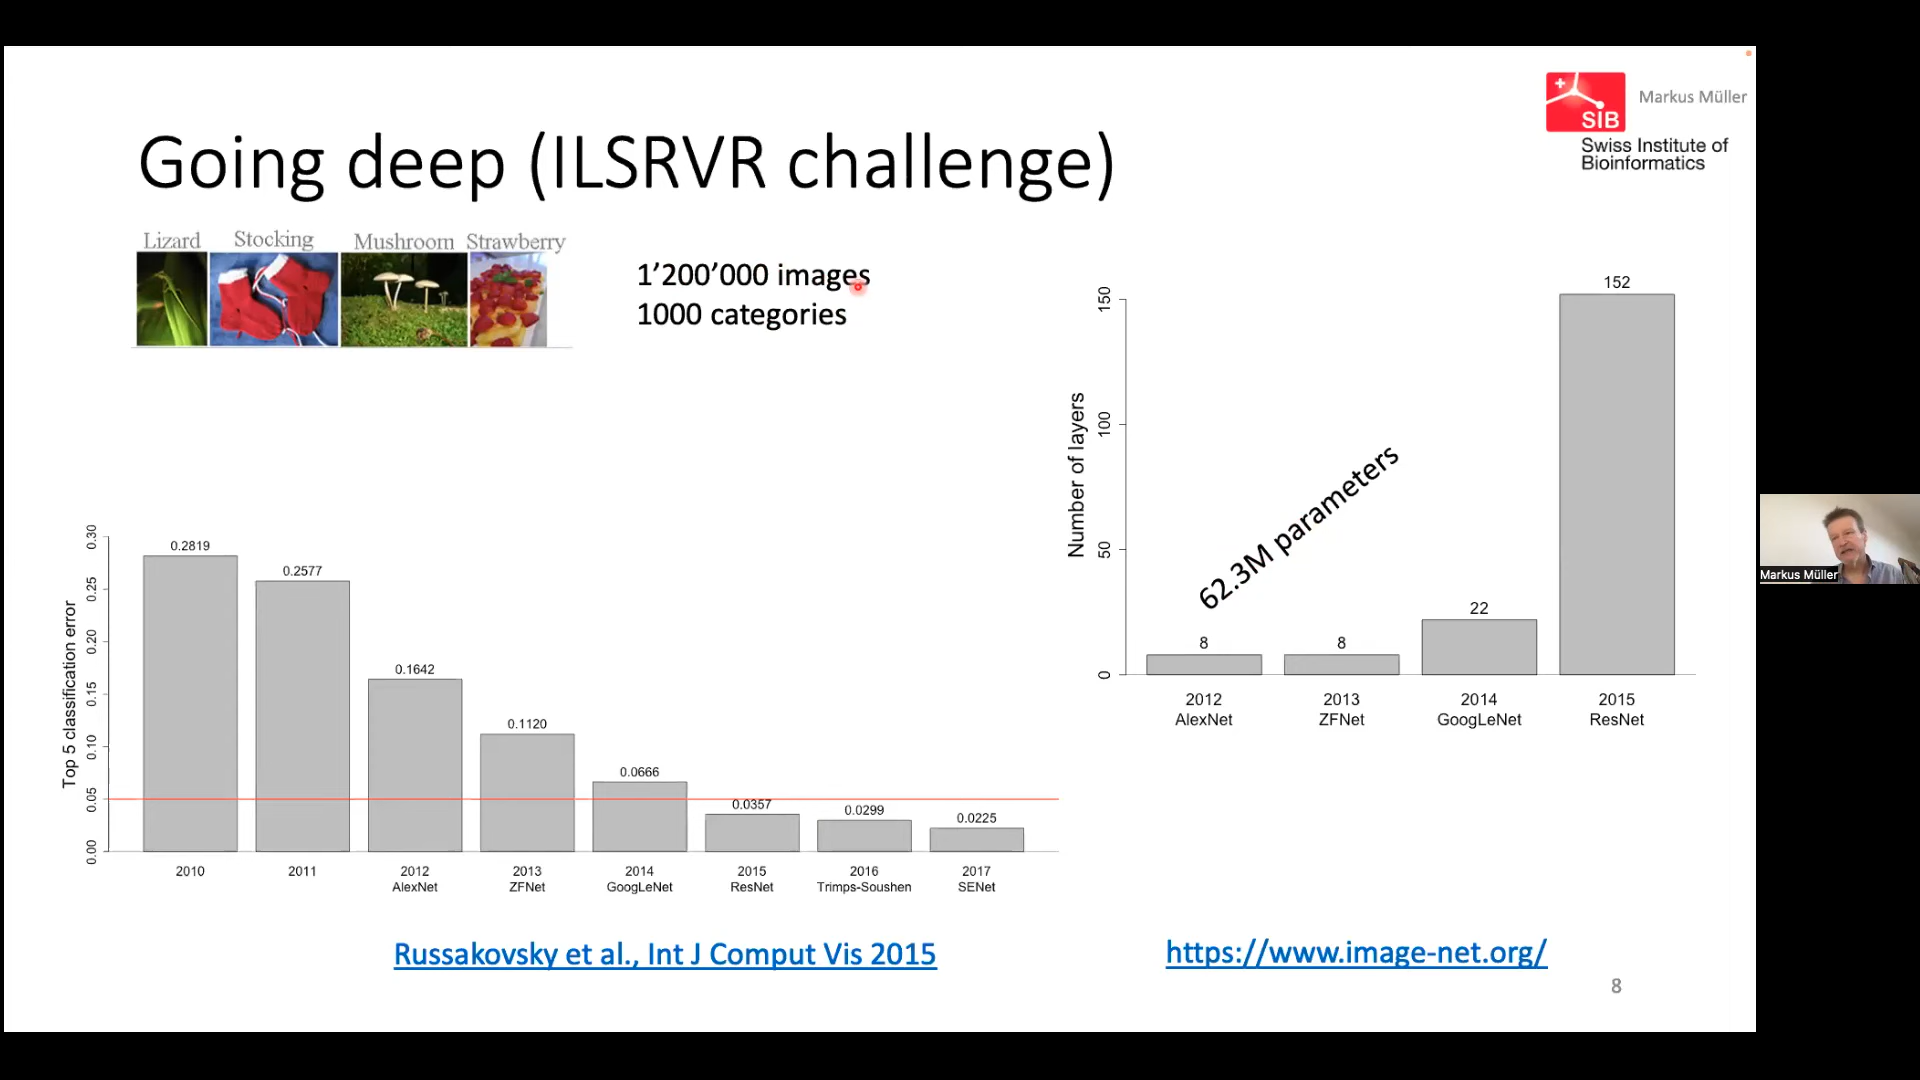 Markus Müller
SIB
Swiss Institute of
Bioinformatics
Going deep (ILSRVR challenge)
Lizard Stocking Mushroom Strawberry
1’200’000 images
1000 categories
Top 5 classification error
0.30
0.25
0.20
0.15
0.10
0.05
0.00
0.2819
0.2577
0.1642
0.1120
0.0666
0.0357
0.0299
0.0225
2010
2011
2012
AlexNet
2013
ZFNet
2014
GoogLeNet
2015
ResNet
2016
Trimps-Soushen
2017
SENet
Number of layers
150
100
50
0
62.3M parameters
8
8
22
152
2012
AlexNet
2013
ZFNet
2014
GoogLeNet
2015
ResNet
Russakovsky et al., Int J Comput Vis 2015
https://www.image-net.org/
8
Markus Müller